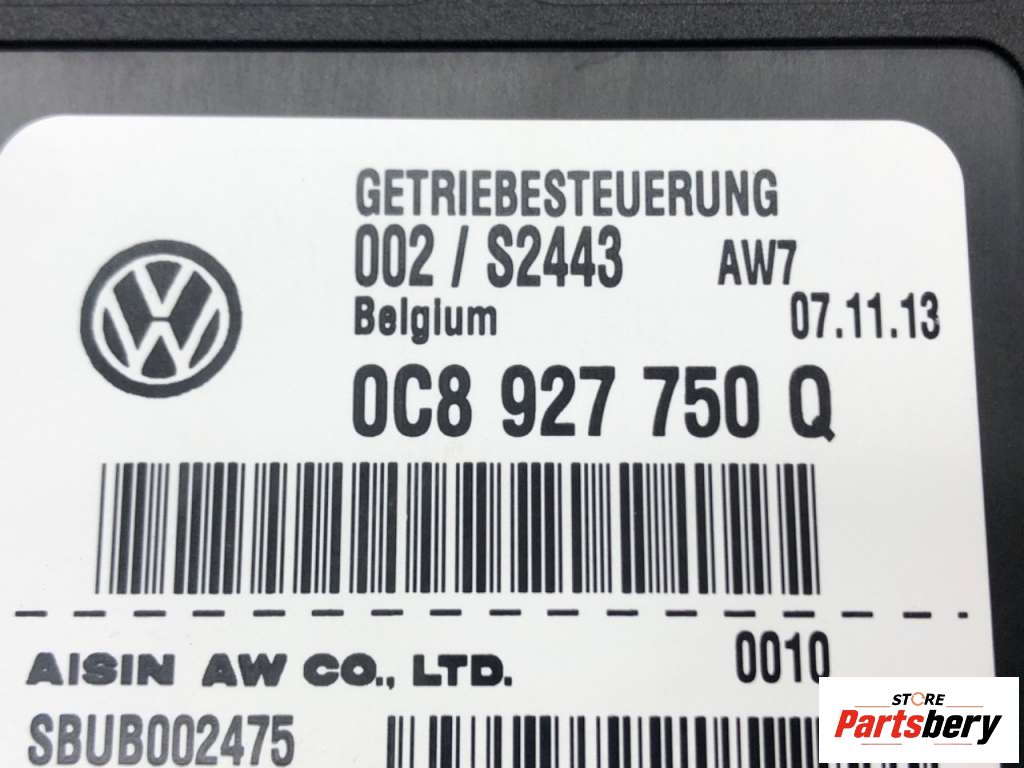 GETRIEBESTEUERUNG
002 / S2443 AW7
Belgium 07.11.13
0C8 927 750 Q
AISIN AW CO., LTD. 0010
SBUB002475
STORE
Partsbery